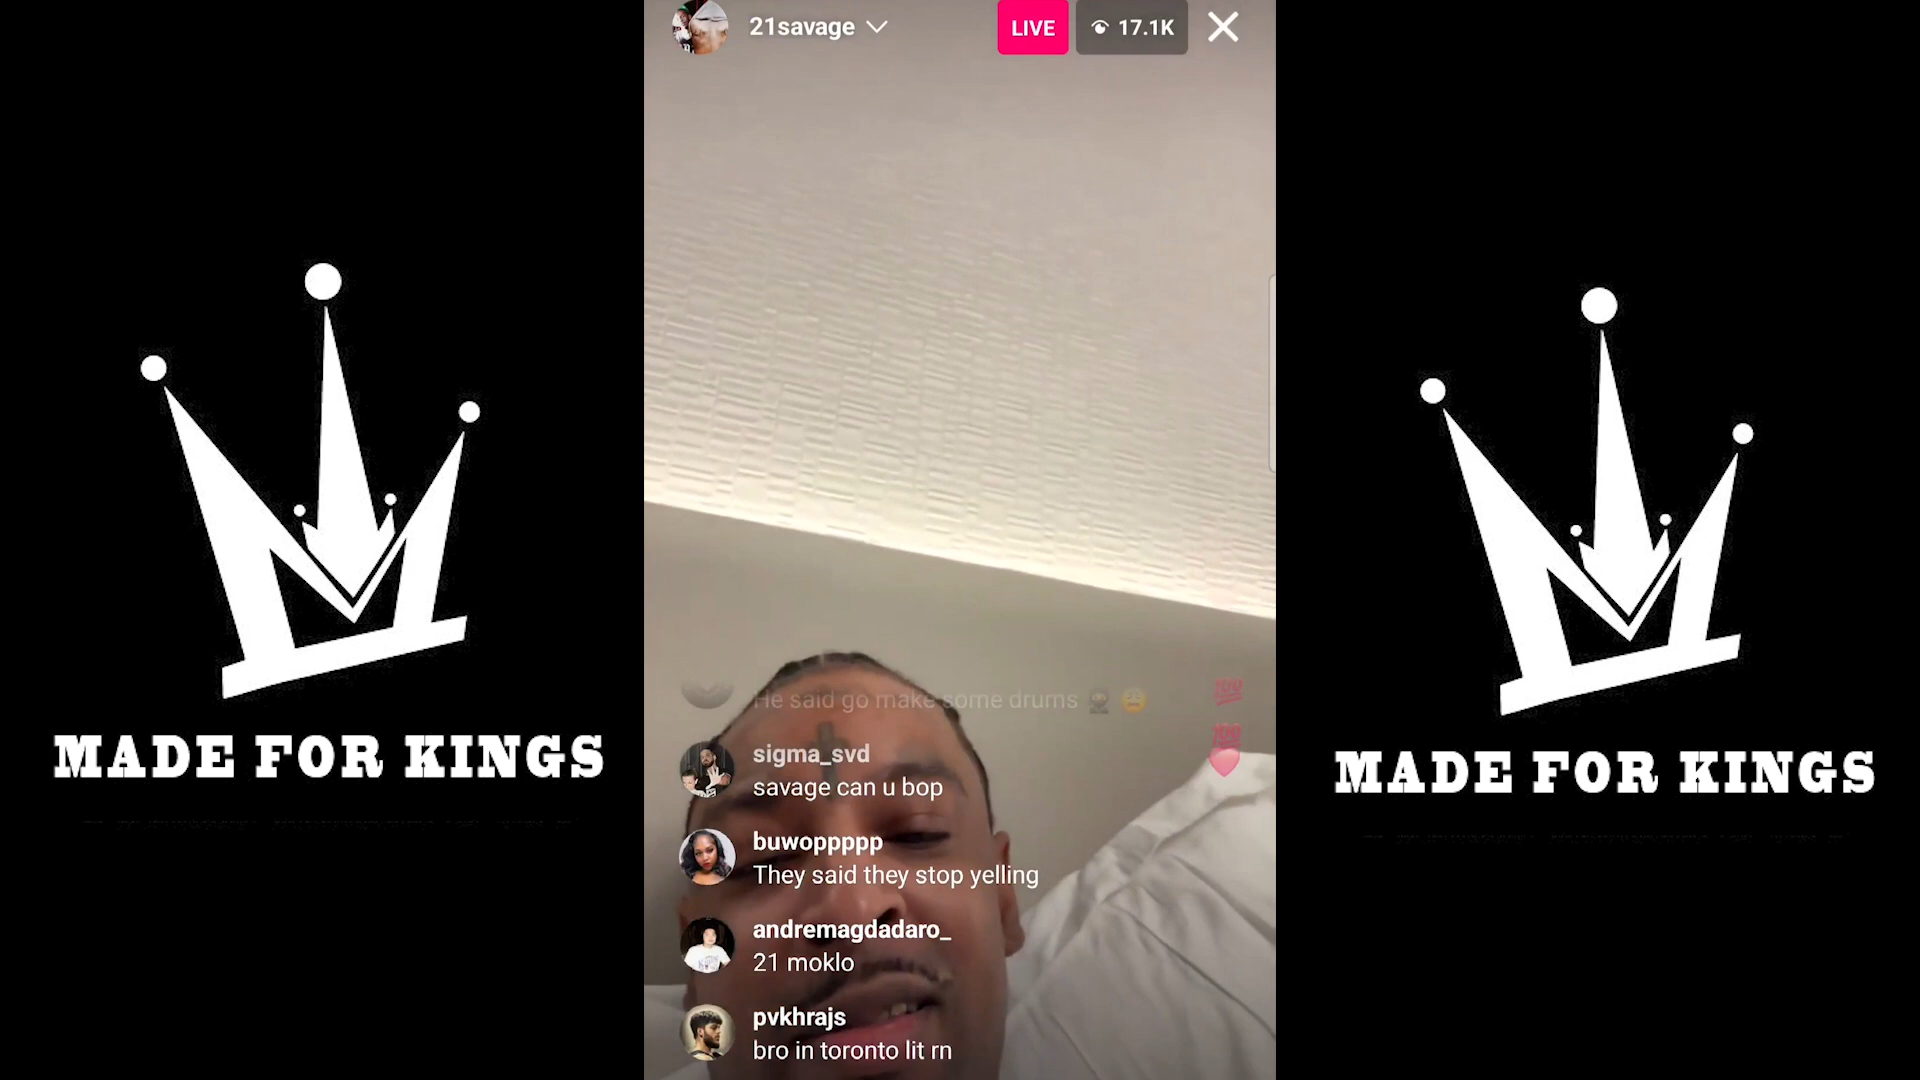 21savage
LIVE
17.1K
He said go make some drums
sigma_svd
savage can u bop
buwoppppp
They said they stop yelling
andremagdadaro_
21 moklo
pvkhrajs
bro in toronto lit rn
MADE FOR KINGS
MADE FOR KINGS